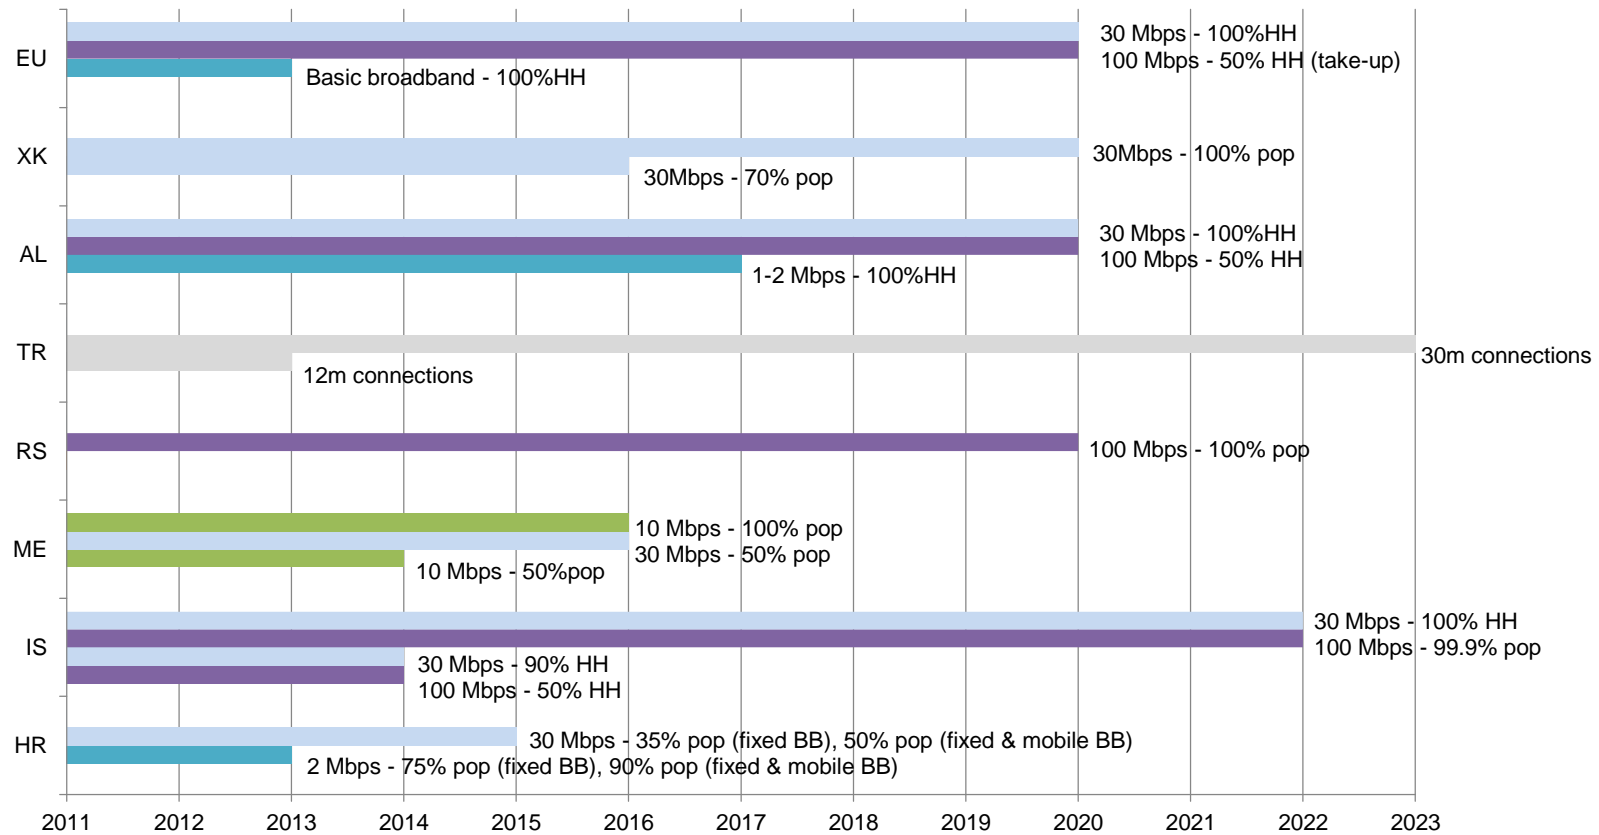 EU
30 Mbps - 100%HH
100 Mbps - 50% HH (take-up)
Basic broadband - 100%HH
XK
30Mbps - 100% pop
30Mbps - 70% pop
AL
30 Mbps - 100%HH
100 Mbps - 50% HH
1-2 Mbps - 100%HH
TR
30m connections
12m connections
RS
100 Mbps - 100% pop
ME
10 Mbps - 100% pop
30 Mbps - 50% pop
10 Mbps - 50%pop
IS
30 Mbps - 100% HH
100 Mbps - 99.9% pop
30 Mbps - 90% HH
100 Mbps - 50% HH
HR
30 Mbps - 35% pop (fixed BB), 50% pop (fixed & mobile BB)
2 Mbps - 75% pop (fixed BB), 90% pop (fixed & mobile BB)
2011 2012 2013 2014 2015 2016 2017 2018 2019 2020 2021 2022 2023